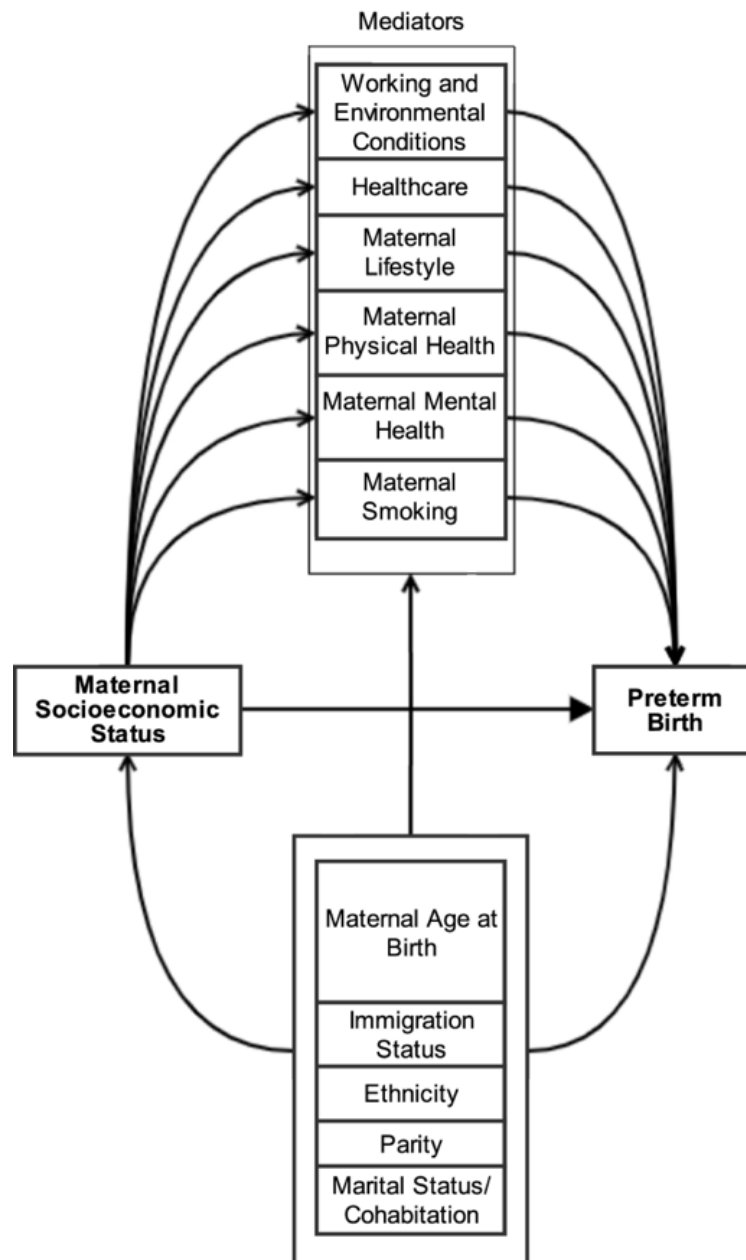 Mediators
Working and
Environmental
Conditions
Healthcare
Maternal
Lifestyle
Maternal
Physical Health
Maternal Mental
Health
Maternal
Smoking
Maternal
Socioeconomic
Status
Preterm
Birth
Maternal Age at
Birth
Immigration
Status
Ethnicity
Parity
Marital Status/
Cohabitation